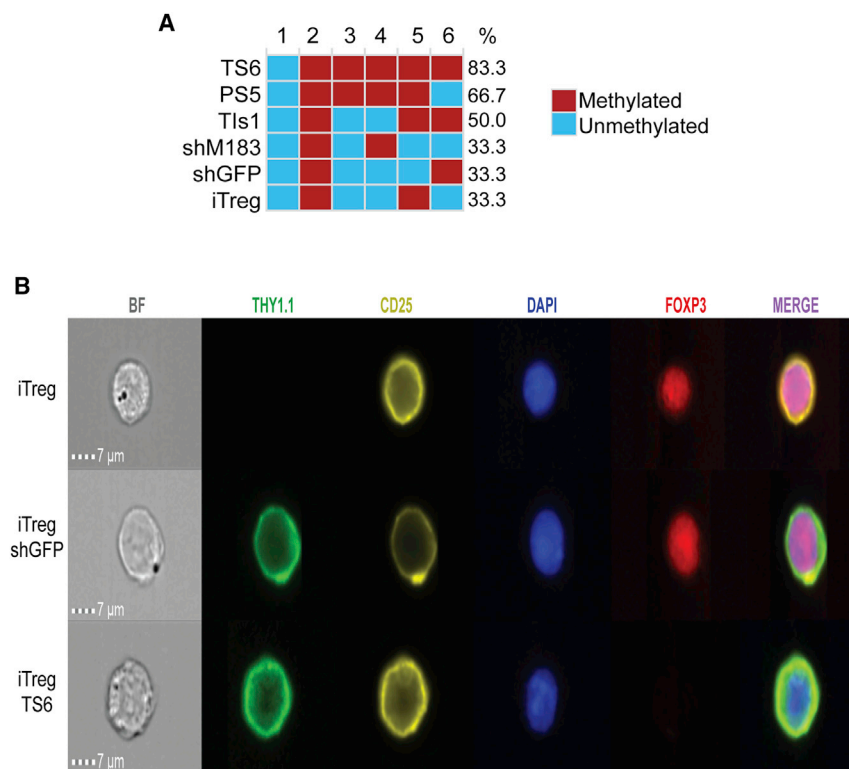 A
1 2 3 4 5 6 %
TS6 83.3
PS5 66.7
TIs1 50.0
shM183 33.3
shGFP 33.3
iTreg 33.3
Methylated
Unmethylated
B
BF THY1.1 CD25 DAPI FOXP3 MERGE
iTreg
7 µm
iTreg
shGFP
7 µm
iTreg
TS6
7 µm